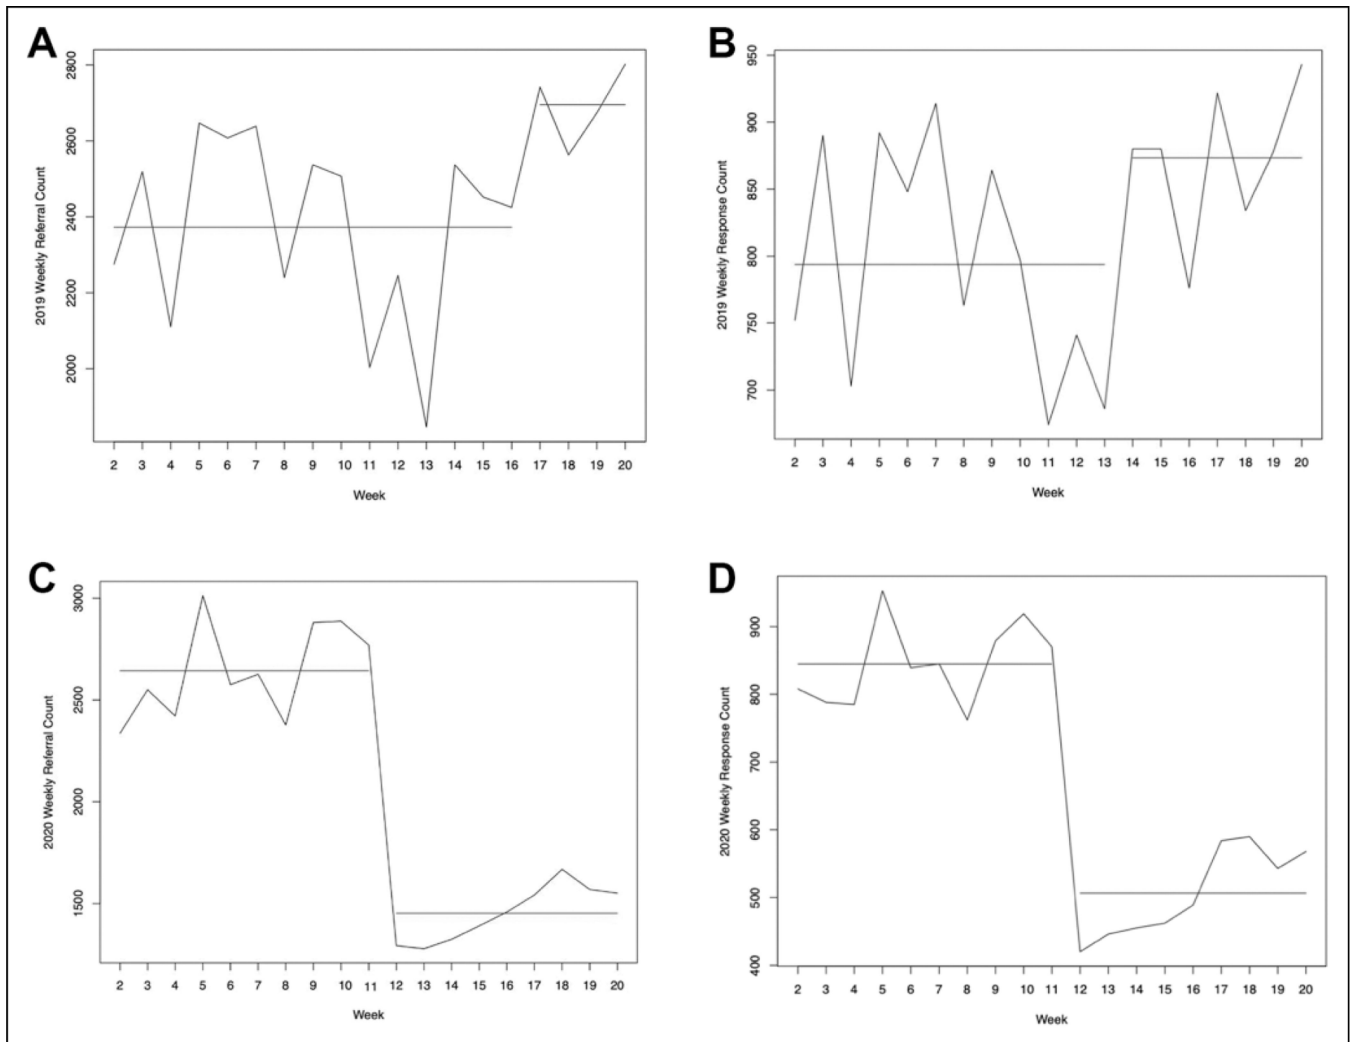 A
2019 Weekly Referral Count
2800
2600
2400
2200
2000
2 3 4 5 6 7 8 9 10 11 12 13 14 15 16 17 18 19 20
Week
B
2019 Weekly Response Count
950
900
850
800
750
700
2 3 4 5 6 7 8 9 10 11 12 13 14 15 16 17 18 19 20
Week
C
2020 Weekly Referral Count
3000
2500
2000
1500
2 3 4 5 6 7 8 9 10 11 12 13 14 15 16 17 18 19 20
Week
D
2020 Weekly Response Count
900
800
700
600
500
400
2 3 4 5 6 7 8 9 10 11 12 13 14 15 16 17 18 19 20
Week